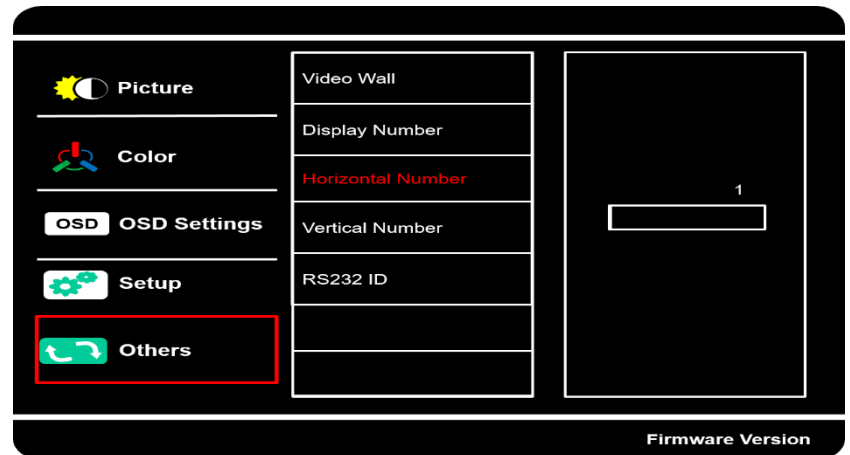 Picture
Color
OSD OSD Settings
Setup
Others
Video Wall
Display Number
Horizontal Number
Vertical Number
RS232 ID
1
Firmware Version